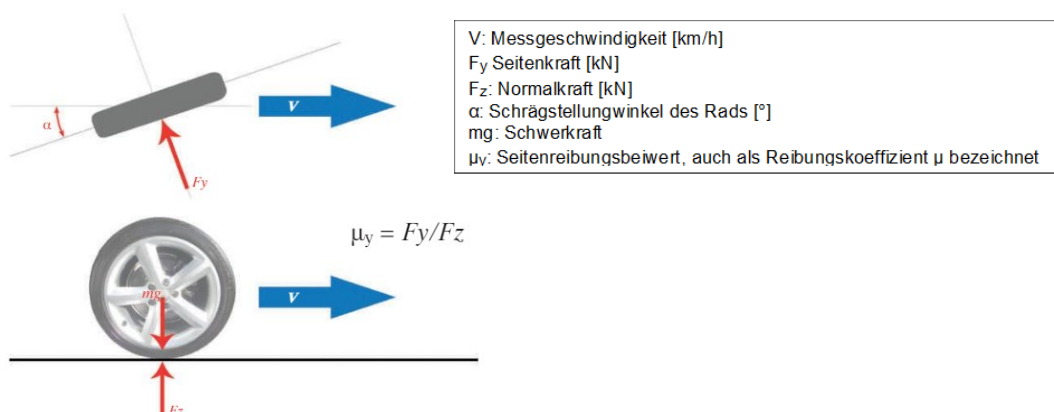 V: Messgeschwindigkeit [km/h]
Fy Seitenkraft [kN]
Fz: Normalkraft [kN]
α: Schrägstellungwinkel des Rads [°]
mg: Schwerkraft
μy: Seitenreibungsbeiwert, auch als Reibungskoeffizient μ bezeichnet
V
α
Fy
μy = Fy/Fz
mg
V
Fz